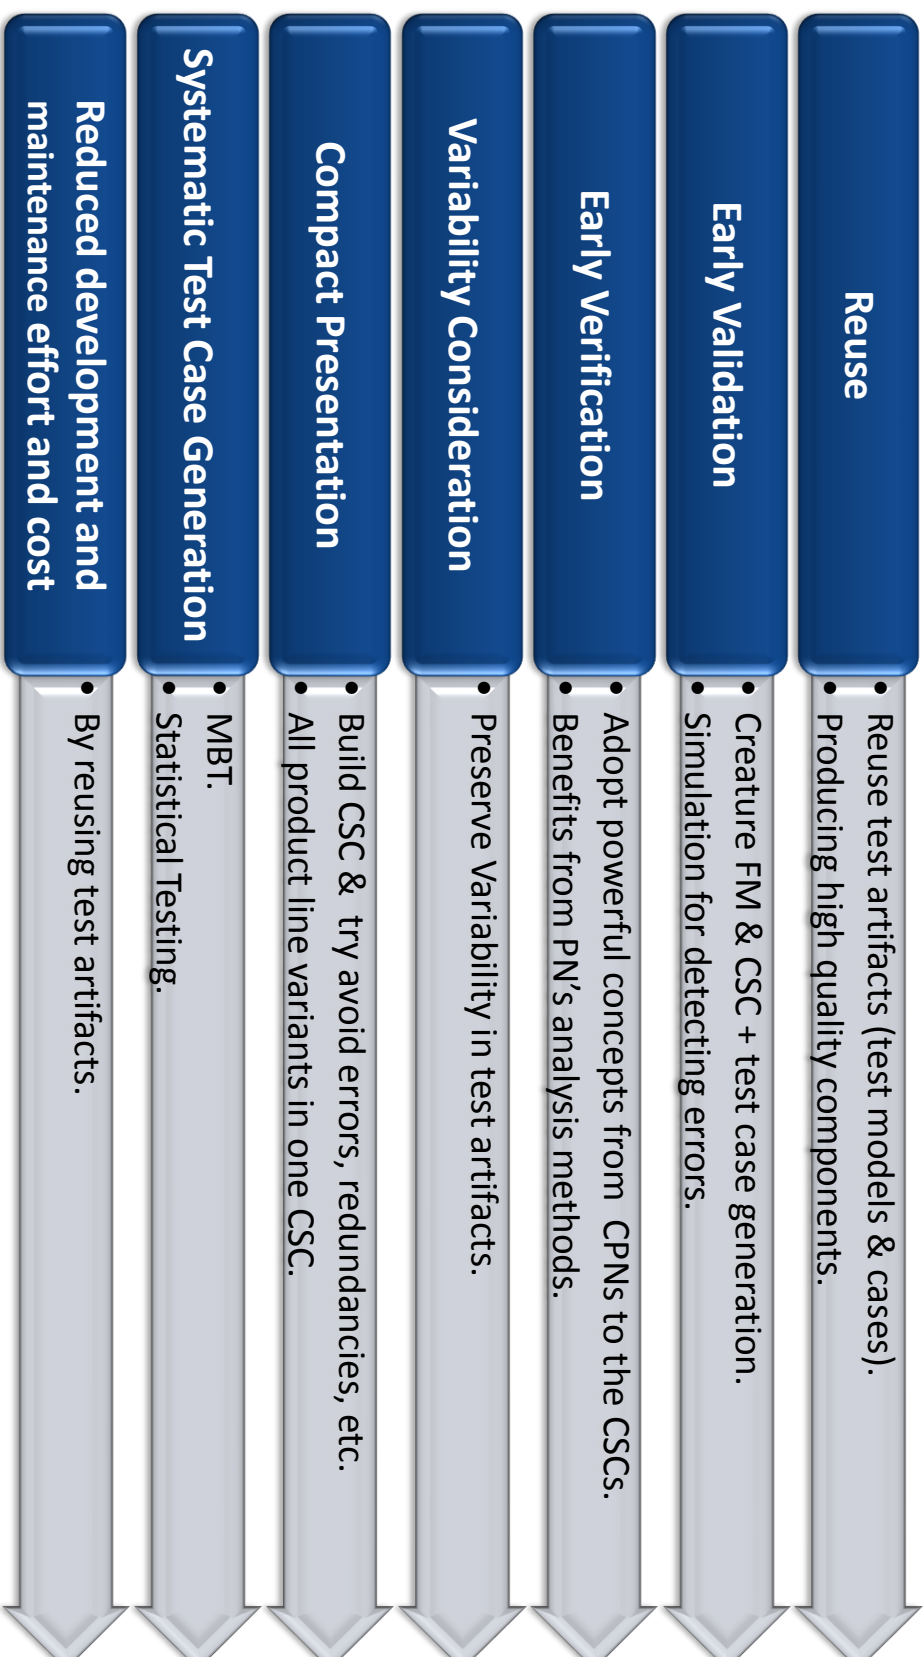 Reuse
• Reuse test artifacts (test models & cases).
• Producing high quality components.
Early Validation
• Creature FM & CSC + test case generation.
• Simulation for detecting errors.
Early Verification
• Adopt powerful concepts from CPNs to the CSCs.
• Benefits from PN’s analysis methods.
Variability Consideration
• Preserve Variability in test artifacts.
Compact Presentation
• Build CSC & try avoid errors, redundancies, etc.
• All product line variants in one CSC.
Systematic Test Case Generation
• MBT.
• Statistical Testing.
Reduced development and
maintenance effort and cost
• By reusing test artifacts.